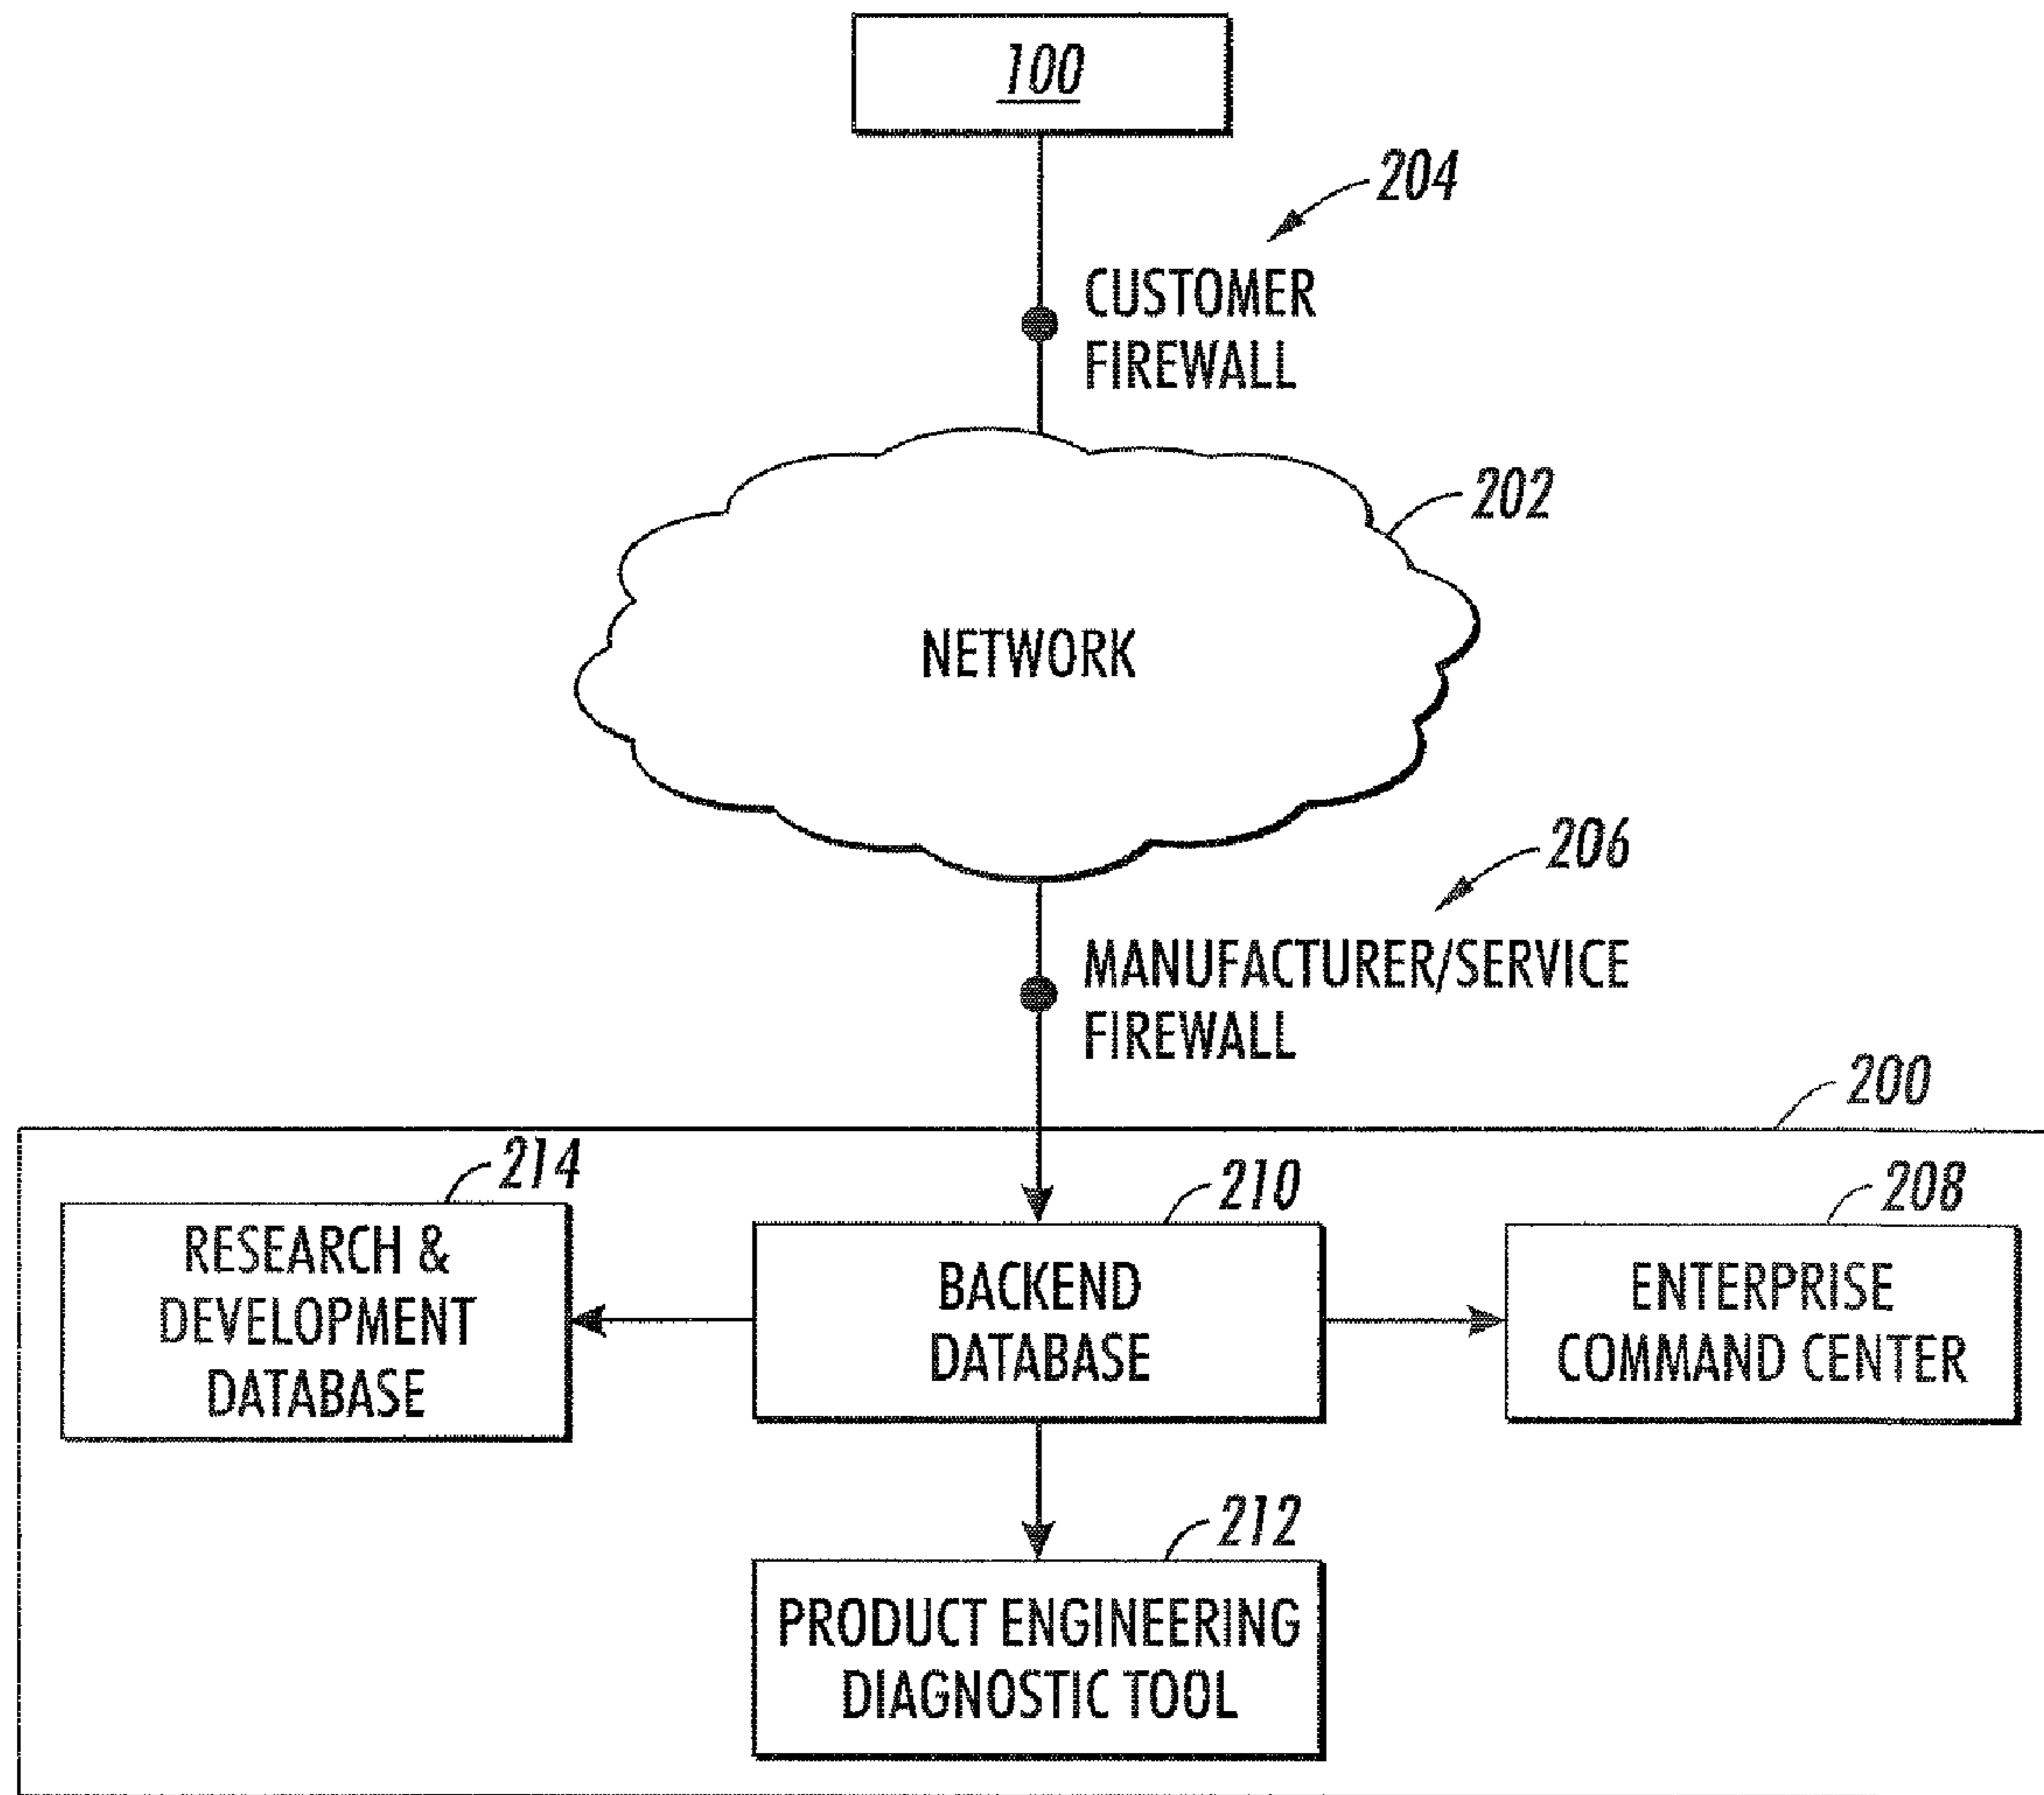 100
204
CUSTOMER
FIREWALL
202
NETWORK
206
MANUFACTURER/SERVICE
FIREWALL
200
214
RESEARCH &
DEVELOPMENT
DATABASE
210
BACKEND
DATABASE
208
ENTERPRISE
COMMAND CENTER
212
PRODUCT ENGINEERING
DIAGNOSTIC TOOL